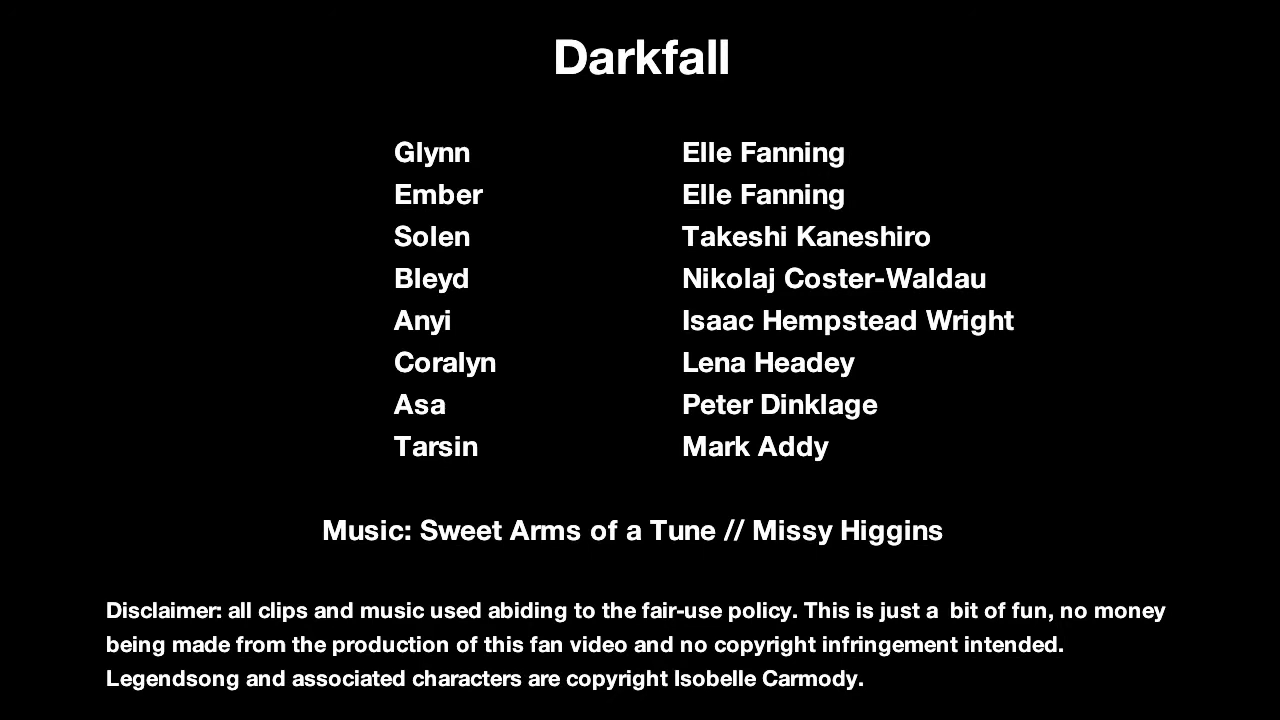 Darkfall
Glynn Elle Fanning
Ember Elle Fanning
Solen Takeshi Kaneshiro
Bleyd Nikolaj Coster-Waldau
Anyi Isaac Hempstead Wright
Coralyn Lena Headey
Asa Peter Dinklage
Tarsin Mark Addy
Music: Sweet Arms of a Tune // Missy Higgins
Disclaimer: all clips and music used abiding to the fair-use policy. This is just a  bit of fun, no money
being made from the production of this fan video and no copyright infringement intended.
Legendsong and associated characters are copyright Isobelle Carmody.